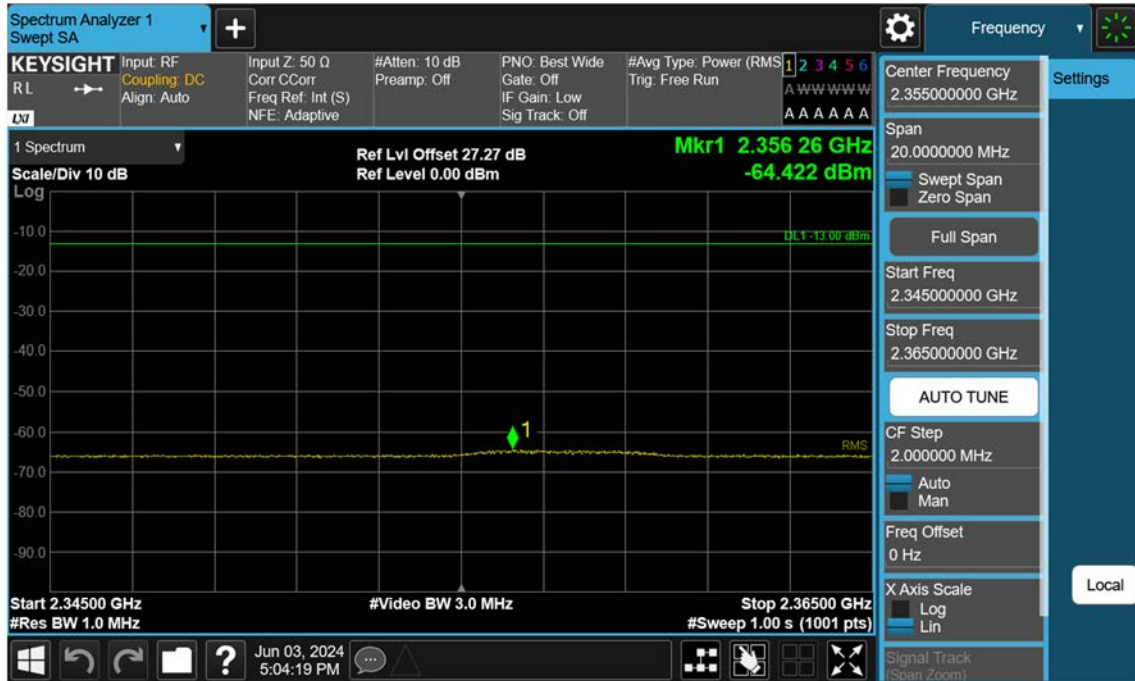 Spectrum Analyzer 1
Swept SA
Frequency
KEYSIGHT
R L
LXI
Input: RF
Coupling: DC
Align: Auto
Input Z: 50 Ω
Corr CCorr
Freq Ref: Int (S)
NFE: Adaptive
#Atten: 10 dB
Preamp: Off
PNO: Best Wide
Gate: Off
IF Gain: Low
Sig Track: Off
#Avg Type: Power (RMS
Trig: Free Run
1 2 3 4 5 6
A W W W W W
A A A A A A
1 Spectrum
Scale/Div 10 dB
Log
Ref Lvl Offset 27.27 dB
Ref Level 0.00 dBm
Mkr1 2.356 26 GHz
-64.422 dBm
-10.0
DL1 -13.00 dBm
-20.0
-30.0
-40.0
-50.0
-60.0
1
RMS
-70.0
-80.0
-90.0
Start 2.34500 GHz
#Video BW 3.0 MHz
Stop 2.36500 GHz
#Res BW 1.0 MHz
#Sweep 1.00 s (1001 pts)
Jun 03, 2024
5:04:19 PM
?
Center Frequency
2.355000000 GHz
Settings
Span
20.0000000 MHz
Swept Span
Zero Span
Full Span
Start Freq
2.345000000 GHz
Stop Freq
2.365000000 GHz
AUTO TUNE
CF Step
2.000000 MHz
Auto
Man
Freq Offset
0 Hz
X Axis Scale
Log
Lin
Local
Signal Track
(Span Zoom)